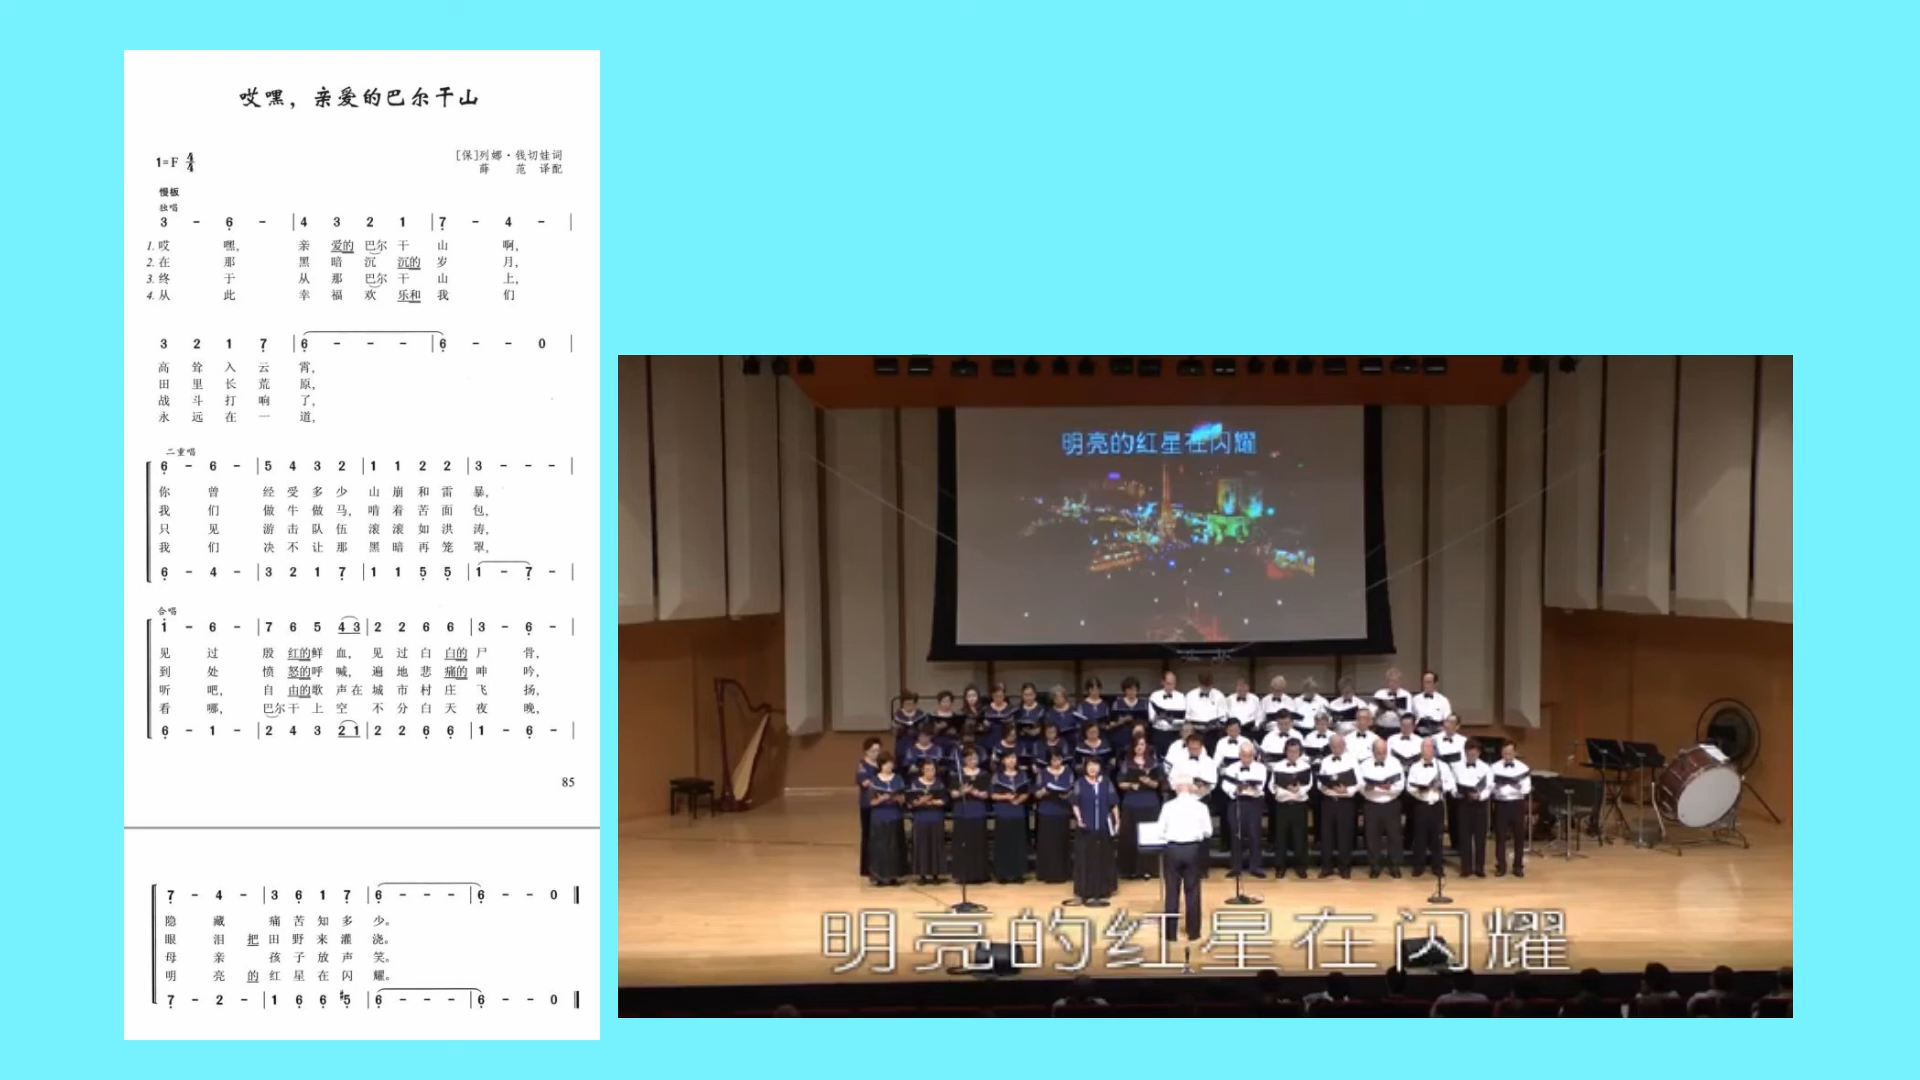 哎嘿，亲爱的巴尔干山
1=F 4/4
[保]列娜·钱切娃词
薛 范 译配
慢板
独唱
3 - 6 - | 4 3 2 1 | 7 - 4 - |
1. 哎 嘿， 亲 爱的 巴尔 干 山 啊，
2. 在 那 黑 暗 沉 沉的 岁 月，
3. 终 于 从 那 巴尔 干 山 上，
4. 从 此 幸 福 欢 乐和 我 们
3 2 1 7 | 6 - - - | 6 - - 0 |
高 耸 入 云 霄，
田 里 长 荒 原，
战 斗 打 响 了，
永 远 在 一 道，
二重唱
6 - 6 - | 5 4 3 2 | 1 1 2 2 | 3 - - - |
你 曾 经 受 多 少 山 崩 和 雷 暴，
我 们 做 牛 做 马， 啃 着 苦 面 包，
只 见 游 击 队 伍 滚 滚 如 洪 涛，
我 们 决 不 让 那 黑 暗 再 笼 罩，
6 - 4 - | 3 2 1 7 | 1 1 5 5 | 1 - 7 - |
合唱
1 - 6 - | 7 6 5 4 3 | 2 2 6 6 | 3 - 6 - |
见 过 殷 红的 鲜 血， 见 过 白 白的 尸 骨，
到 处 愤 怒的 呼 喊， 遍 地 悲 痛的 呻 吟，
听 吧， 自 由的 歌 声 在 城 市 村 庄 飞 扬，
看 哪， 巴尔 干 上 空 不 分 白 天 夜 晚，
6 - 1 - | 2 4 3 2 1 | 2 2 6 6 | 1 - 6 - |
85
7 - 4 - | 3 6 1 7 | 6 - - - | 6 - - 0 ‖
隐 藏 痛 苦 知 多 少。
眼 泪 把 田 野 来 灌 浇。
母 亲 孩 子 放 声 笑。
明 亮 的 红 星 在 闪 耀。
7 - 2 - | 1 6 6 #5 | 6 - - - | 6 - - 0 ‖
明亮的红星在闪耀
明亮的红星在闪耀